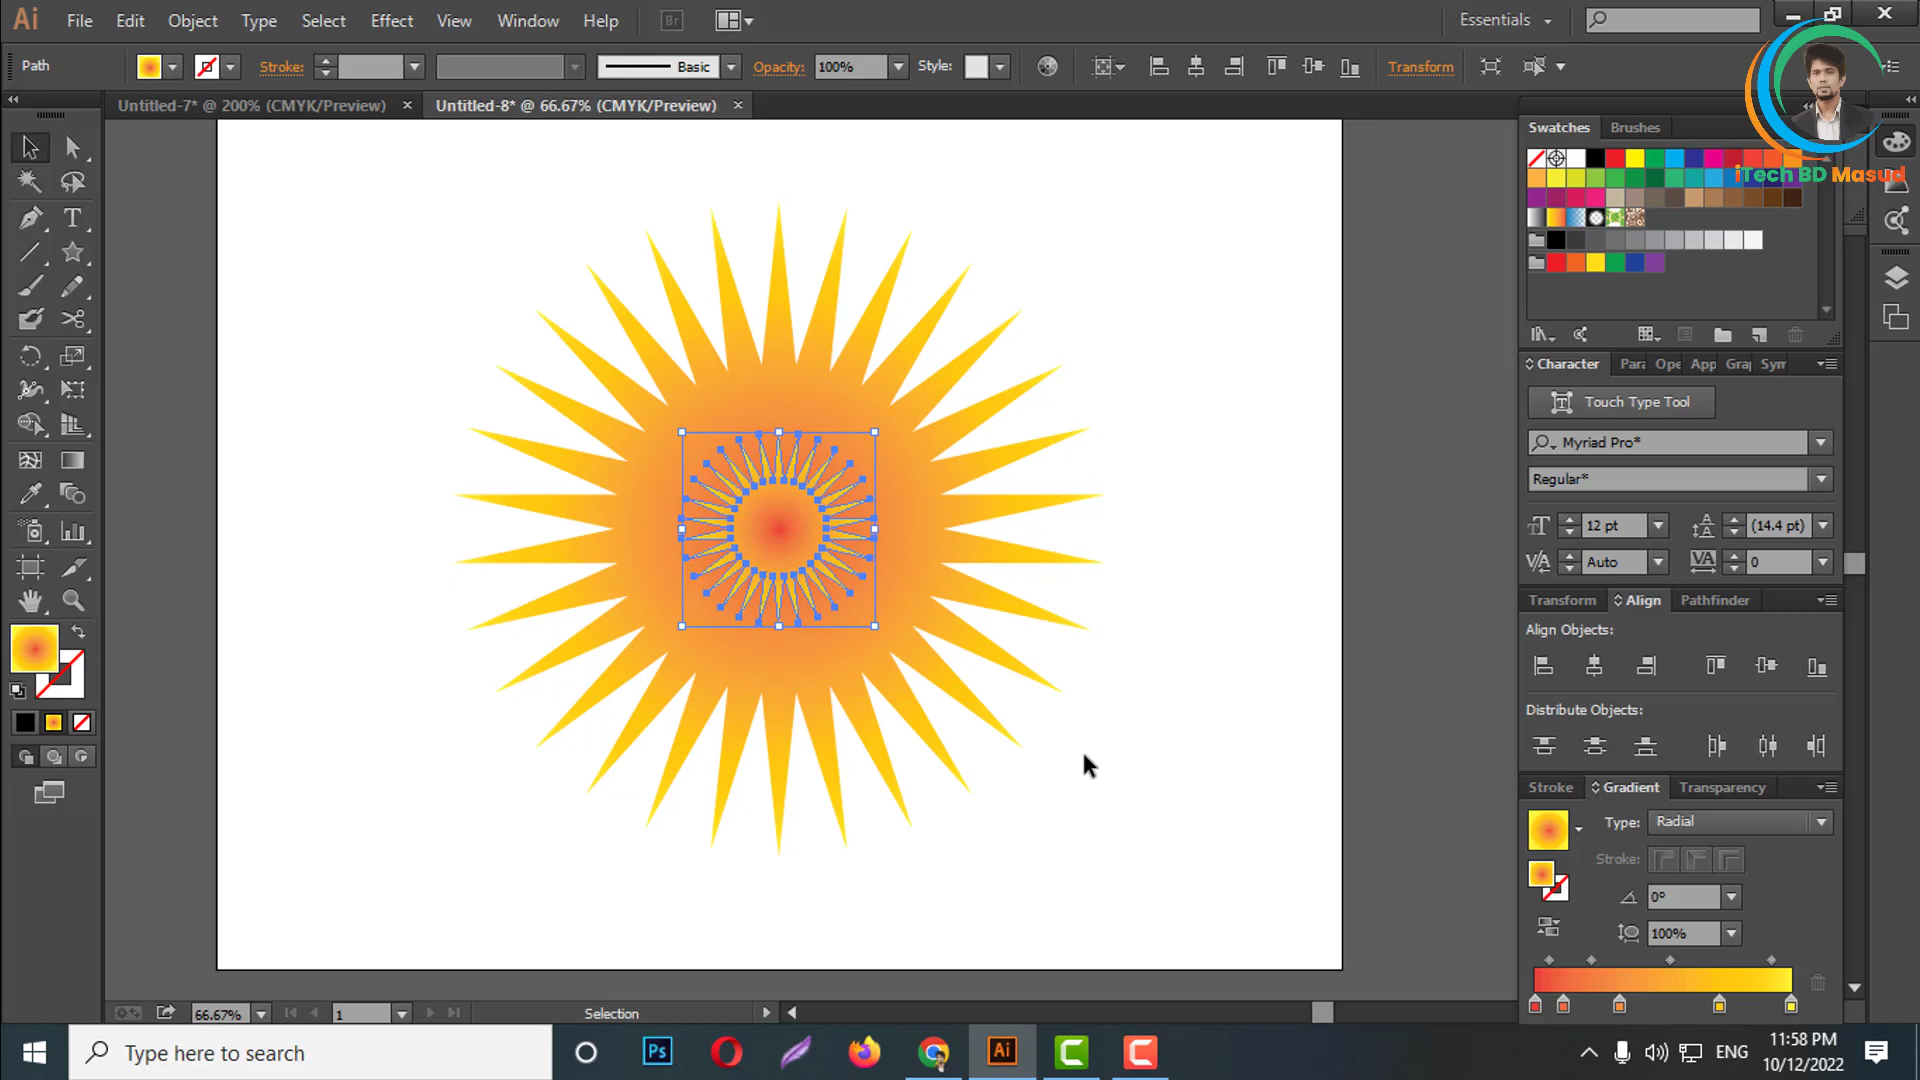 Ai File Edit Object Type Select Effect View Window Help Br Essentials
Path Stroke: Basic Opacity: 100% Style: Transform
Untitled-7* @ 200% (CMYK/Preview) × Untitled-8* @ 66.67% (CMYK/Preview) ×
Swatches Brushes
iTech BD Masud
Character Para Ope App Gra Sym
Touch Type Tool
Myriad Pro*
Regular*
12 pt (14.4 pt)
Auto 0
Transform Align Pathfinder
Align Objects:
Distribute Objects:
Stroke Gradient Transparency
Type: Radial
Stroke:
0°
100%
66.67% 1 Selection
Type here to search
Ps Ai
ENG
11:58 PM
10/12/2022